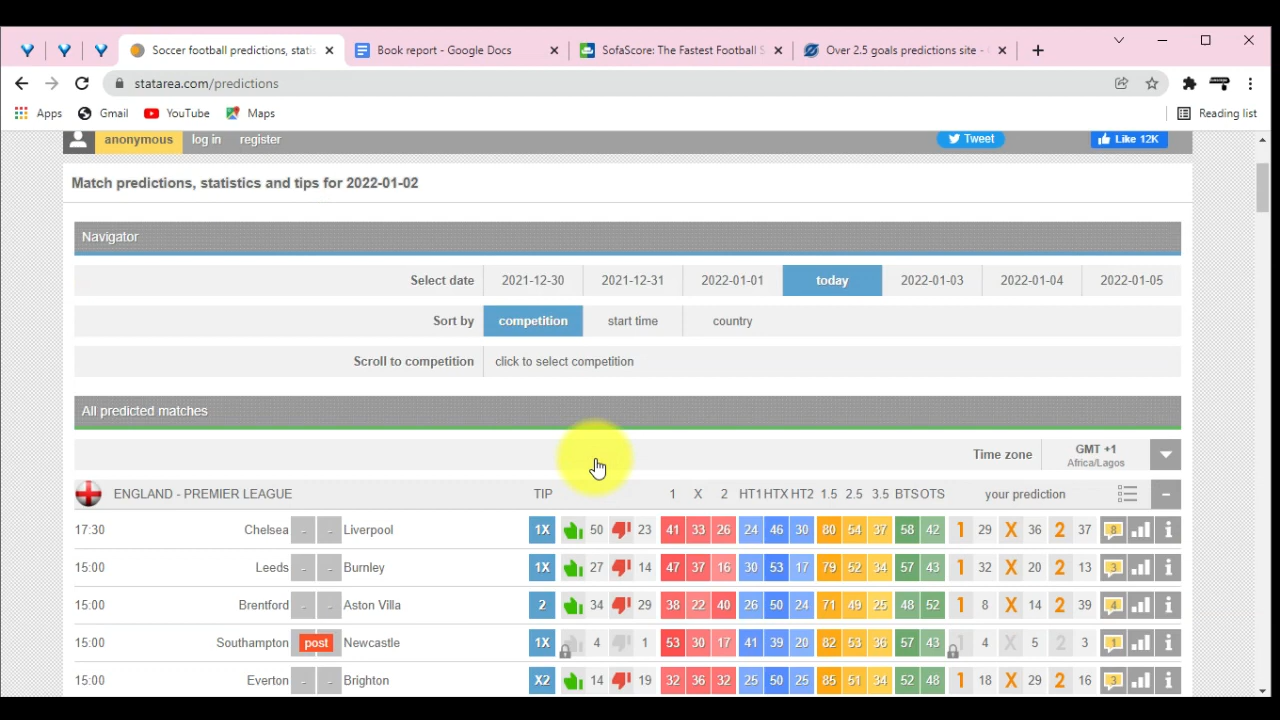 Soccer football predictions, statis
Book report - Google Docs
SofaScore: The Fastest Football S
Over 2.5 goals predictions site -
statarea.com/predictions
Apps Gmail YouTube Maps Reading list
anonymous log in register Tweet Like 12K
Match predictions, statistics and tips for 2022-01-02
Navigator
Select date 2021-12-30 2021-12-31 2022-01-01 today 2022-01-03 2022-01-04 2022-01-05
Sort by competition start time country
Scroll to competition click to select competition
All predicted matches
Time zone GMT +1
Africa/Lagos
ENGLAND - PREMIER LEAGUE TIP 1 X 2 HT1 HTX HT2 1.5 2.5 3.5 BTS OTS your prediction
17:30 Chelsea - - Liverpool 1X 50 23 41 33 26 24 46 30 80 54 37 58 42 1 29 X 36 2 37 8
15:00 Leeds - - Burnley 1X 27 14 47 37 16 30 53 17 79 52 34 57 43 1 32 X 20 2 13 3
15:00 Brentford - - Aston Villa 2 34 29 38 22 40 26 50 24 71 49 25 48 52 1 8 X 14 2 39 4
15:00 Southampton post Newcastle 1X 4 1 53 30 17 41 39 20 82 53 36 57 43 1 4 X 5 2 3 1
15:00 Everton - - Brighton X2 14 19 32 36 32 25 50 25 85 51 34 52 48 1 18 X 29 2 16 3